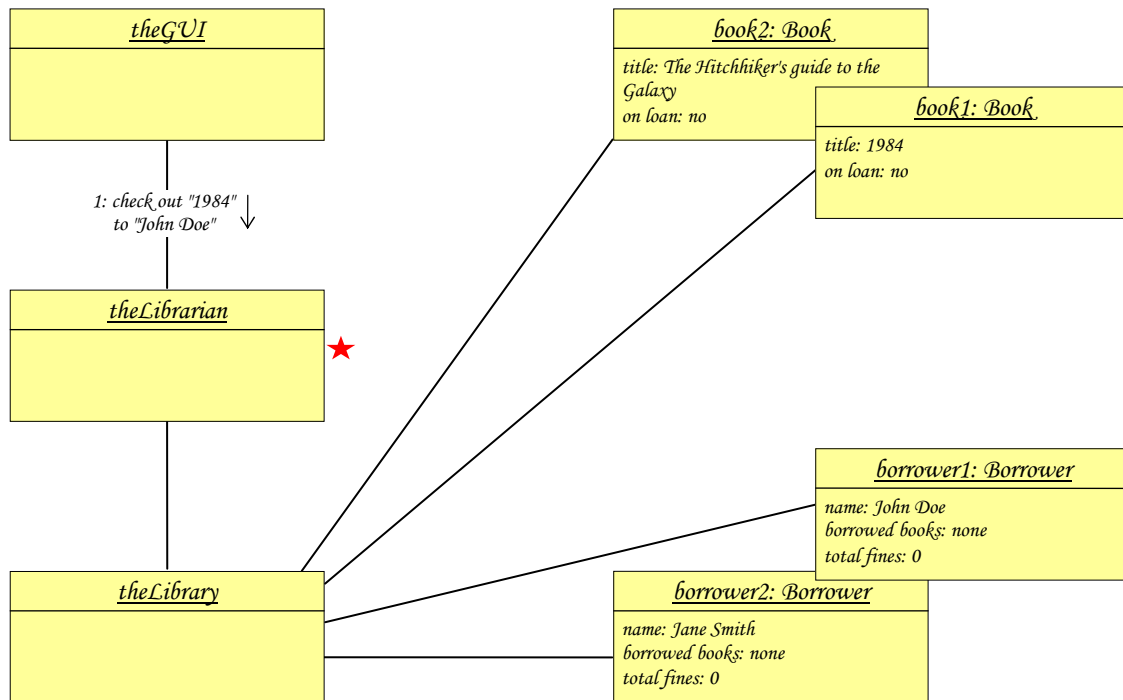 theGUI
1: check out "1984"
to "John Doe"
theLibrarian
theLibrary
book2: Book
title: The Hitchhiker's guide to the
Galaxy
on loan: no
book1: Book
title: 1984
on loan: no
borrower1: Borrower
name: John Doe
borrowed books: none
total fines: 0
borrower2: Borrower
name: Jane Smith
borrowed books: none
total fines: 0